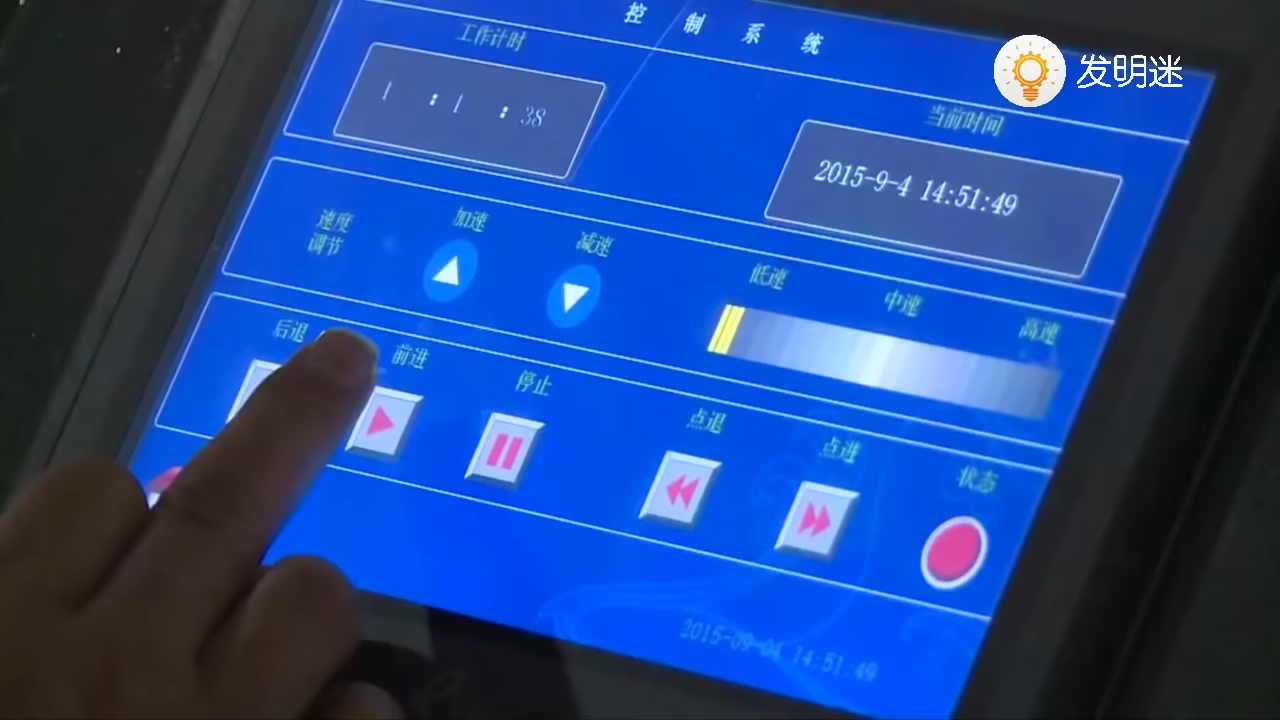 控制系统
发明迷
工作计时
1 : 1 : 38
当前时间
2015-9-4 14:51:49
速度
调节
加速
减速
低速
中速
高速
后退
前进
停止
点退
点进
状态
2015-09-04 14:51:49